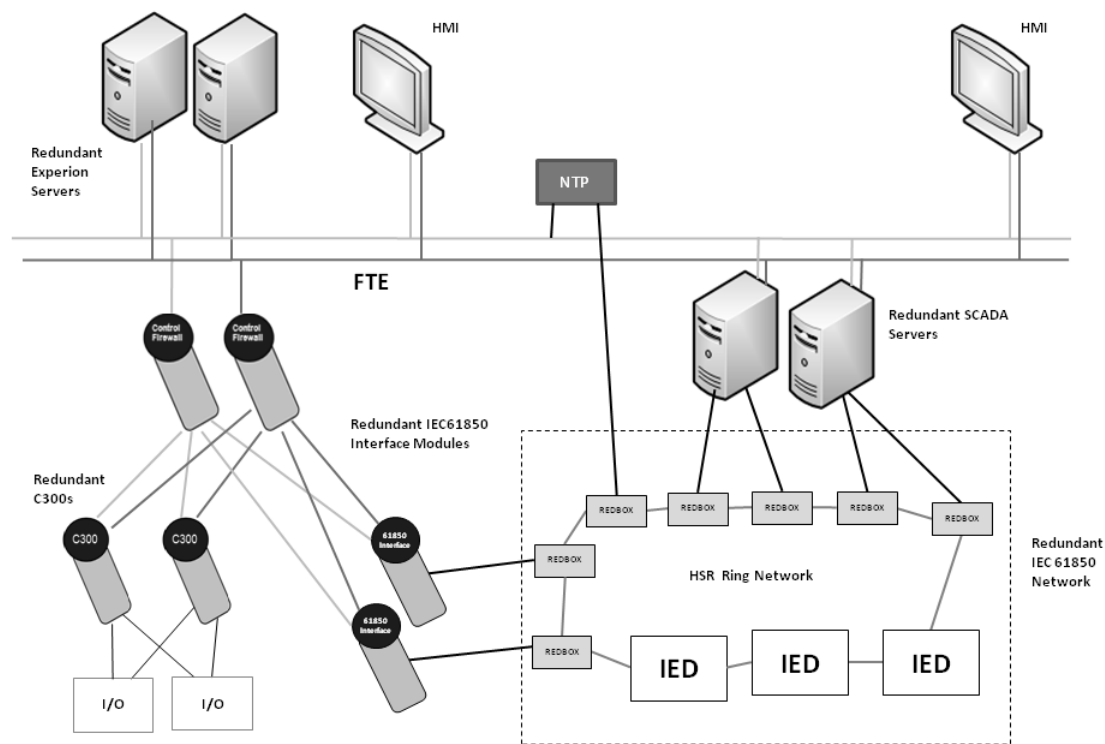 HMI
HMI
Redundant
Experion
Servers
NTP
FTE
Control
Firewall
Control
Firewall
Redundant SCADA
Servers
Redundant IEC61850
Interface Modules
Redundant
C300s
C300
C300
61850
Interface
61850
Interface
REDBOX
REDBOX
REDBOX
REDBOX
REDBOX
REDBOX
REDBOX
HSR Ring Network
Redundant
IEC 61850
Network
IED
IED
IED
I/O
I/O